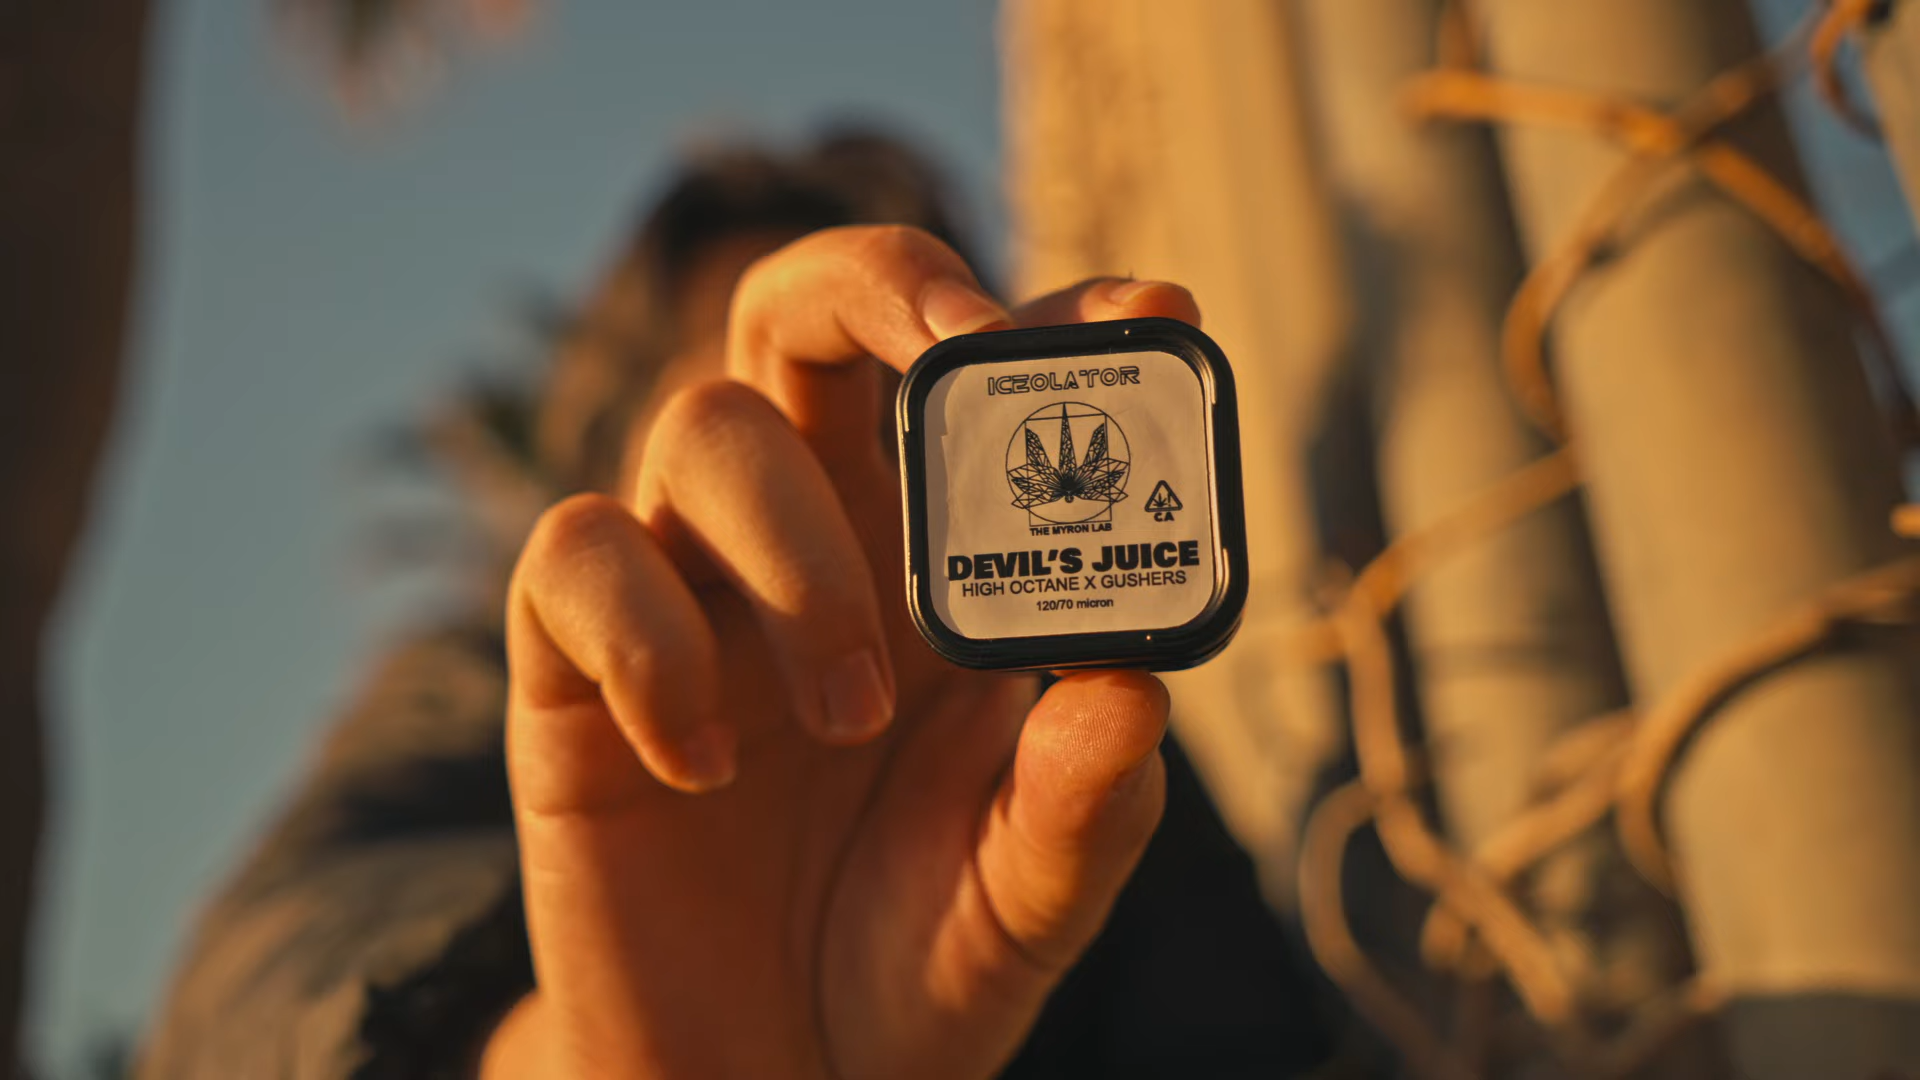 ICEOLATOR
THE MYRON LAB
CA
DEVIL'S JUICE
HIGH OCTANE X GUSHERS
120/70 micron